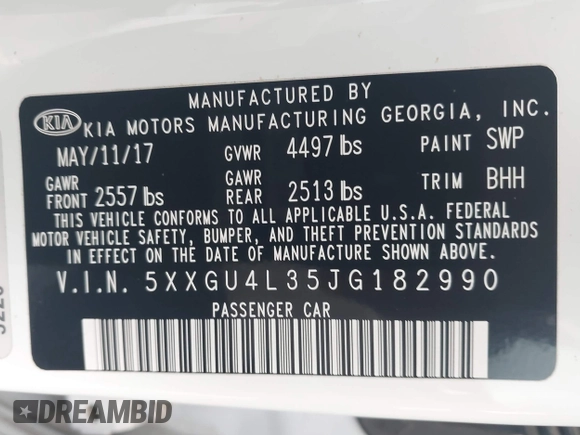 MANUFACTURED BY
KIA KIA MOTORS MANUFACTURING GEORGIA, INC.
MAY/11/17 GVWR 4497 lbs PAINT SWP
GAWR FRONT 2557 lbs GAWR REAR 2513 lbs TRIM BHH
THIS VEHICLE CONFORMS TO ALL APPLICABLE U.S.A. FEDERAL
MOTOR VEHICLE SAFETY, BUMPER, AND THEFT PREVENTION STANDARDS
IN EFFECT ON THE DATE OF MANUFACTURE SHOWN ABOVE.
V.I.N. 5XXGU4L35JG182990
PASSENGER CAR
DREAMBID